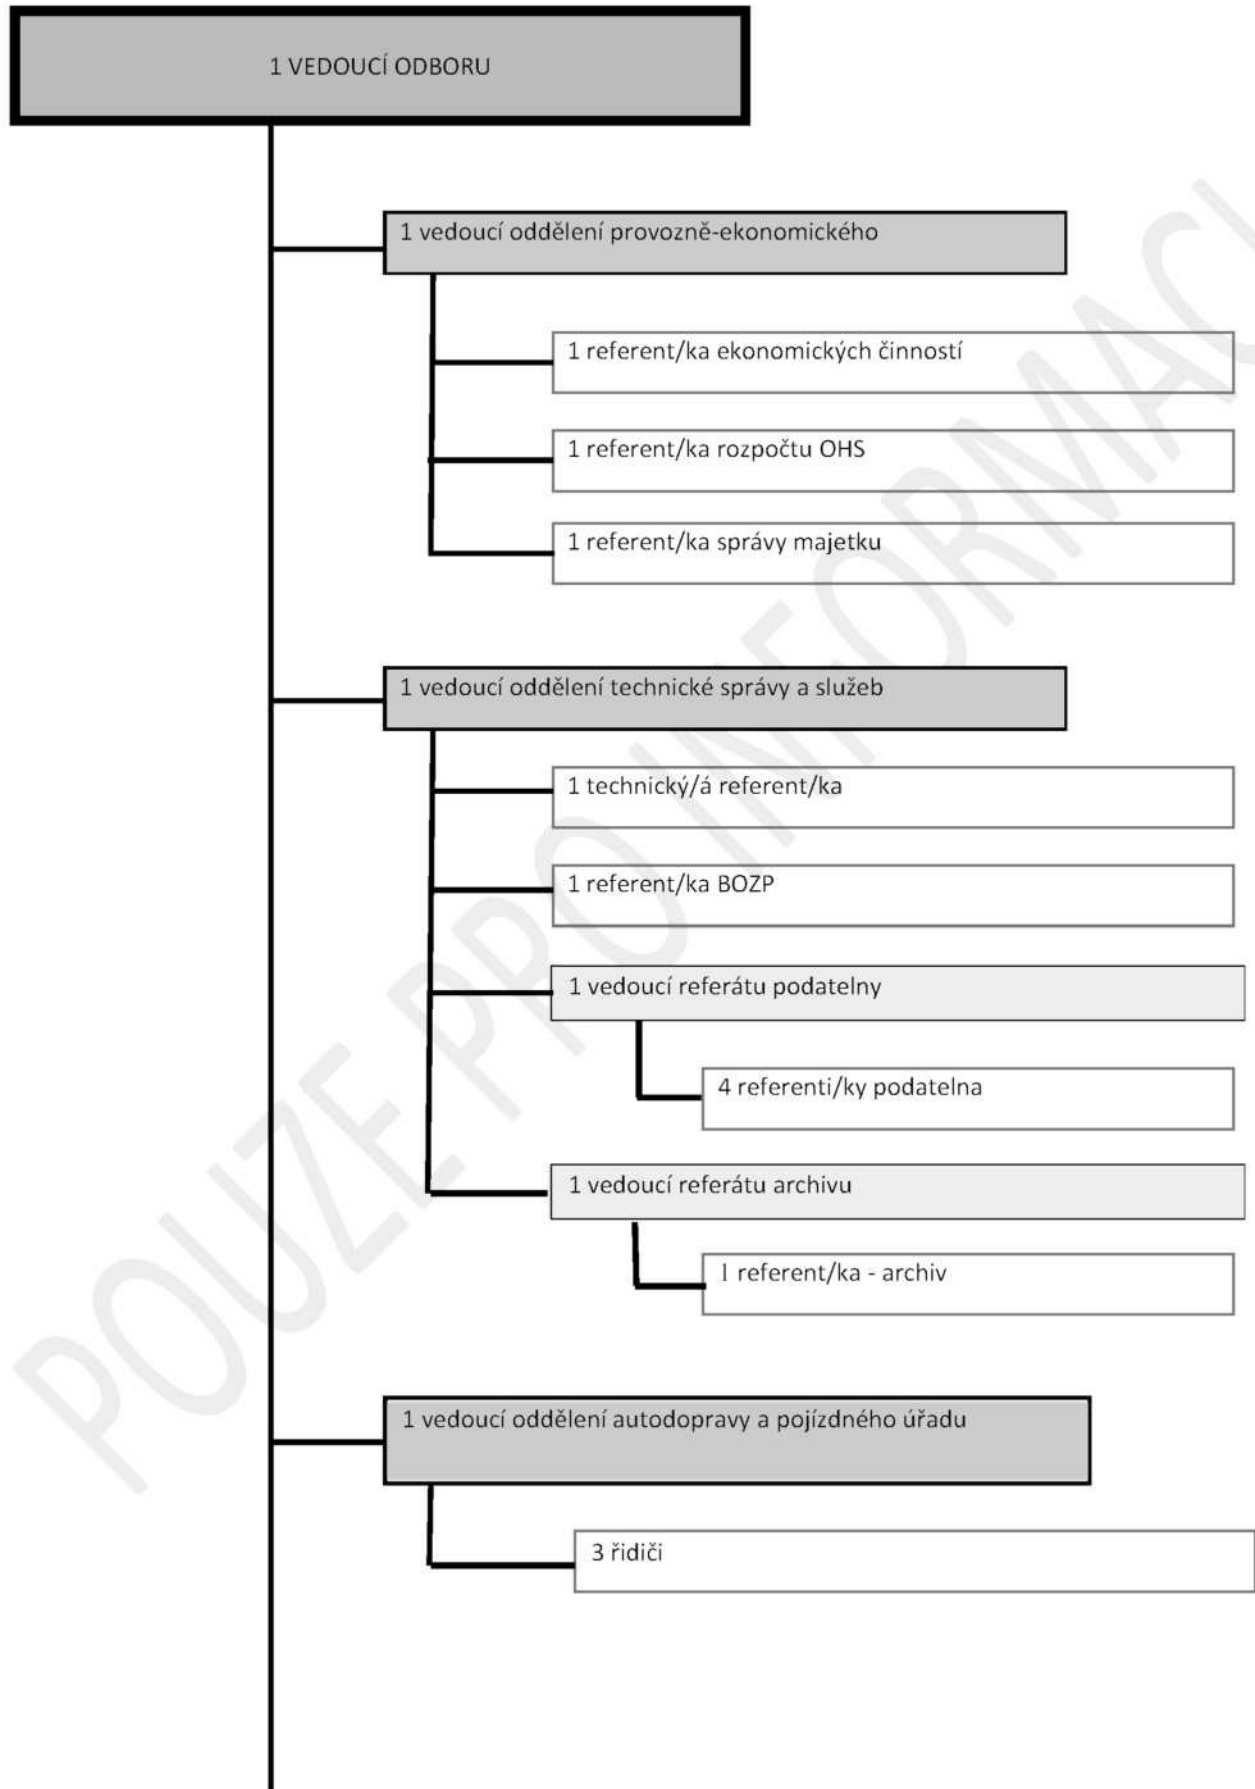 1 VEDOUCÍ ODBORU
1 vedoucí oddělení provozně-ekonomického
1 referent/ka ekonomických činností
1 referent/ka rozpočtu OHS
1 referent/ka správy majetku
1 vedoucí oddělení technické správy a služeb
1 technický/á referent/ka
1 referent/ka BOZP
1 vedoucí referátu podatelny
4 referenti/ky podatelna
1 vedoucí referátu archivu
1 referent/ka - archiv
1 vedoucí oddělení autodopravy a pojízdného úřadu
3 řidiči
POUZE PRO INFORMACI